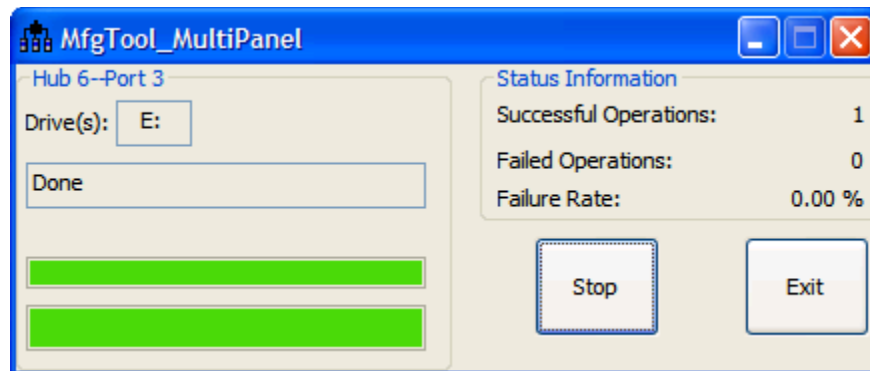 MfgTool_MultiPanel
Hub 6--Port 3
Drive(s): E:
Done
Status Information
Successful Operations: 1
Failed Operations: 0
Failure Rate: 0.00 %
Stop
Exit